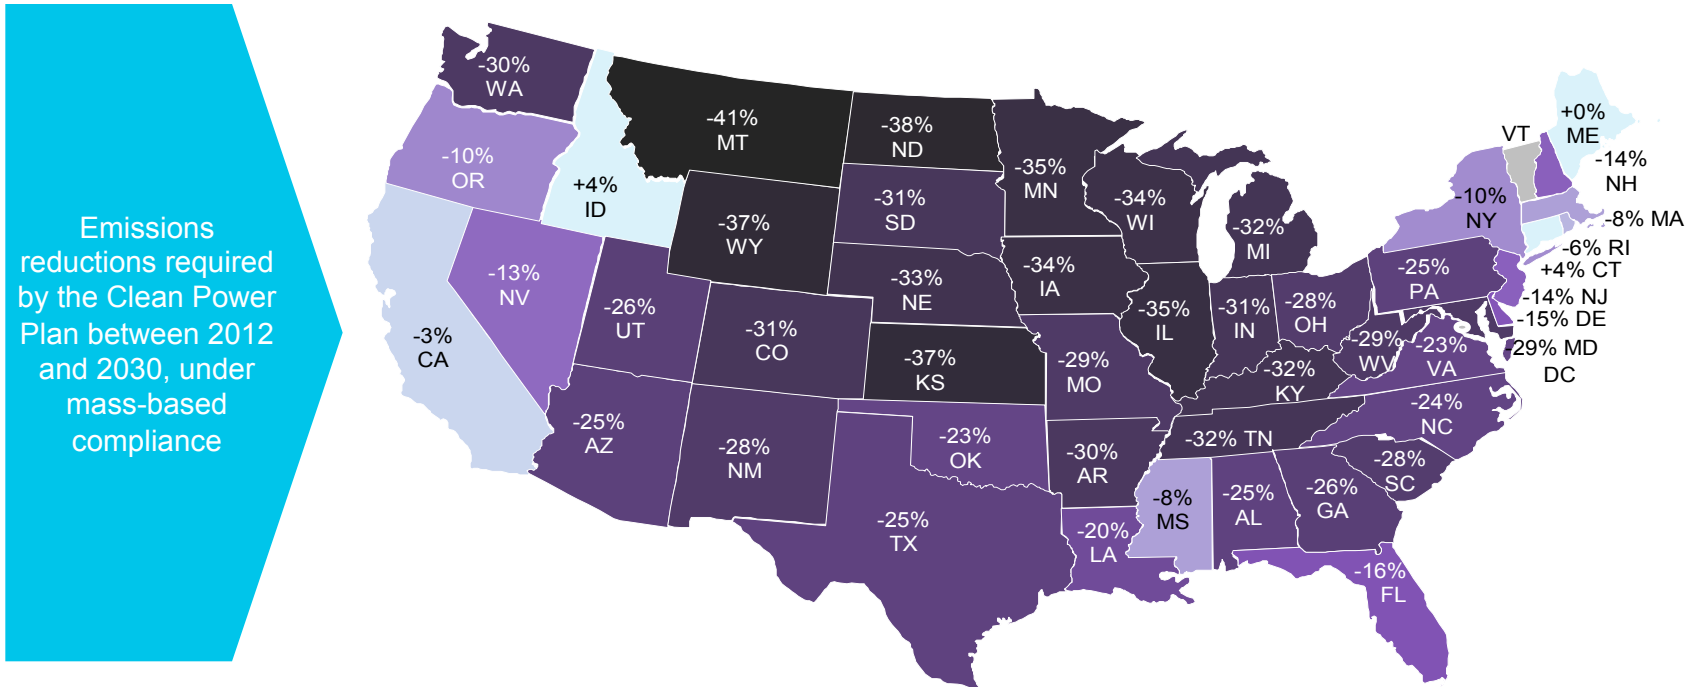 Emissions
reductions required
by the Clean Power
Plan between 2012
and 2030, under
mass-based
compliance
-30%
WA
-10%
OR
+4%
ID
-41%
MT
-38%
ND
-35%
MN
-34%
WI
-32%
MI
VT
+0%
ME
-14%
NH
-10%
NY
-8% MA
-6% RI
+4% CT
-14% NJ
-15% DE
-29% MD
DC
-3%
CA
-13%
NV
-26%
UT
-37%
WY
-31%
SD
-33%
NE
-34%
IA
-35%
IL
-31%
IN
-28%
OH
-25%
PA
-29%
WV
-23%
VA
-31%
CO
-37%
KS
-29%
MO
-32%
KY
-24%
NC
-25%
AZ
-28%
NM
-23%
OK
-30%
AR
-32% TN
-28%
SC
-25%
TX
-20%
LA
-8%
MS
-25%
AL
-26%
GA
-16%
FL